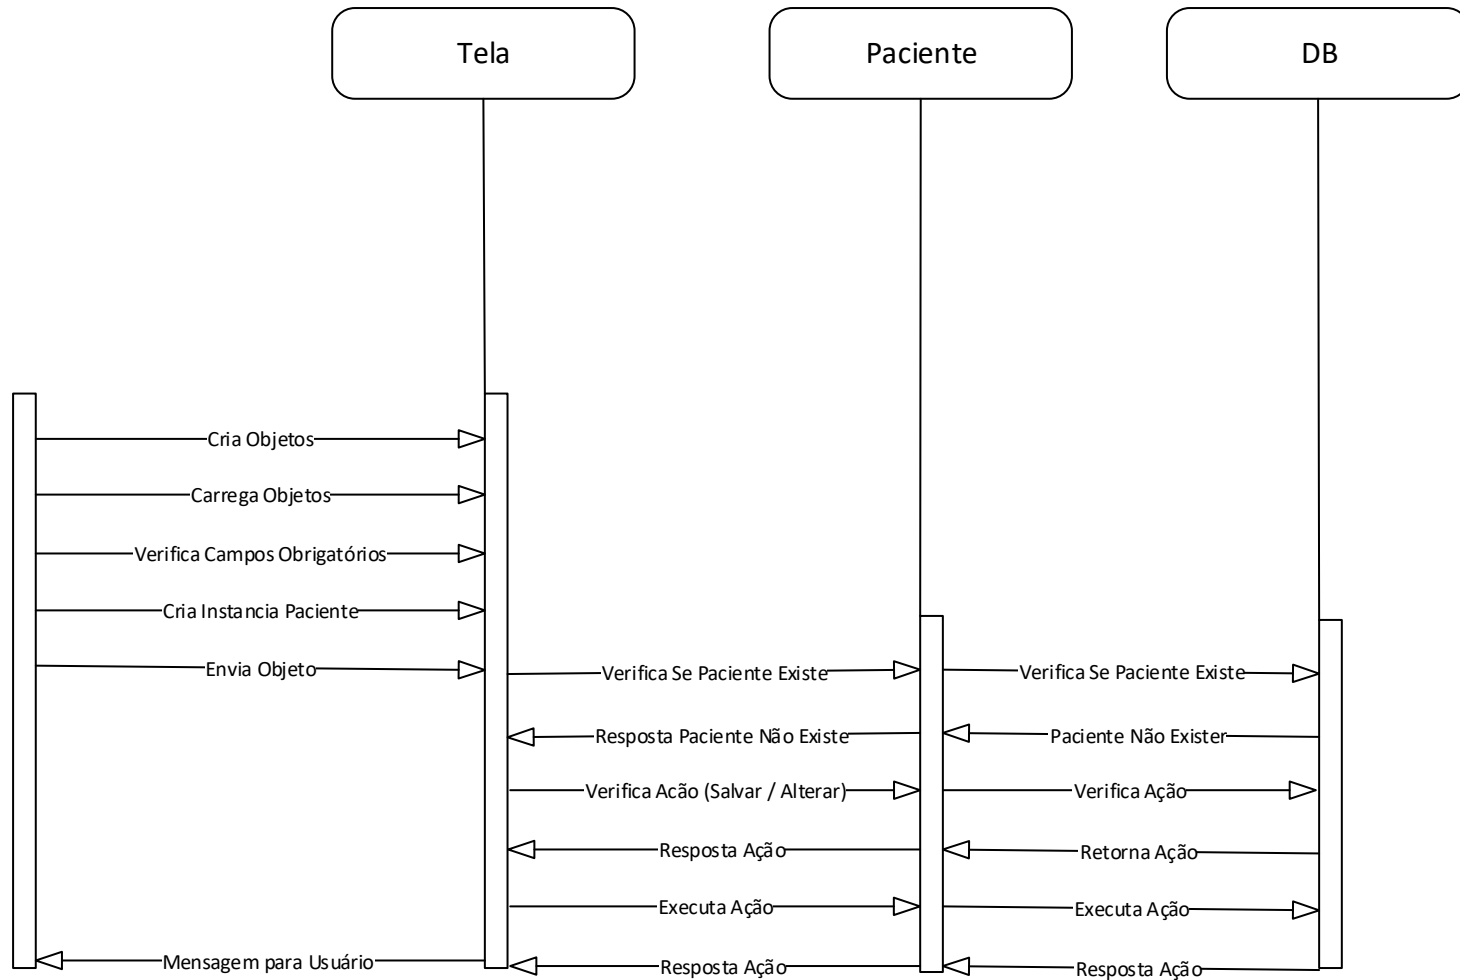 Tela
Paciente
DB
Cria Objetos
Carrega Objetos
Verifica Campos Obrigatórios
Cria Instancia Paciente
Envia Objeto
Verifica Se Paciente Existe
Verifica Se Paciente Existe
Resposta Paciente Não Existe
Paciente Não Exister
Verifica Acão (Salvar / Alterar)
Verifica Ação
Resposta Ação
Retorna Ação
Executa Ação
Executa Ação
Mensagem para Usuário
Resposta Ação
Resposta Ação